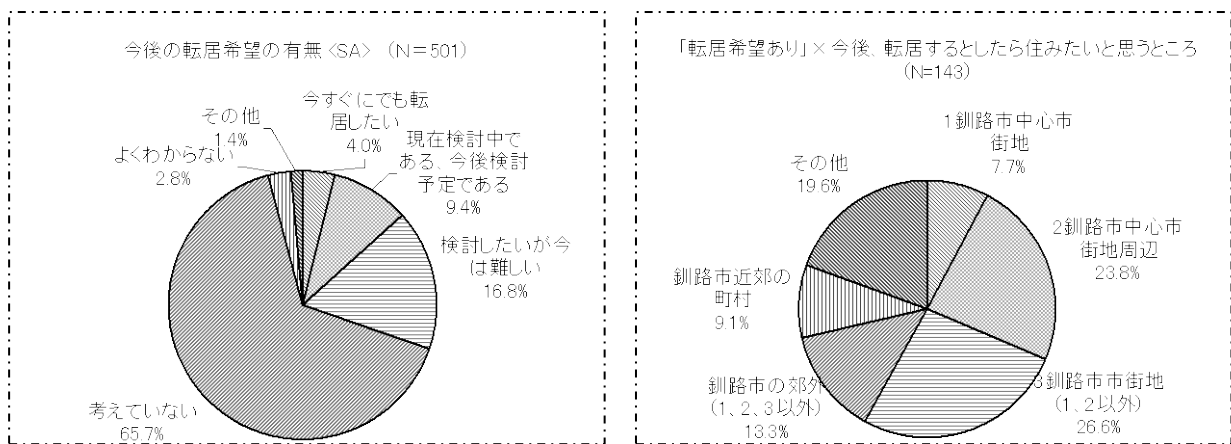 今後の転居希望の有無<SA> (N=501)
今すぐにでも転
居したい
4.0%
現在検討中で
ある、今後検討
予定である
9.4%
検討したいが今
は難しい
16.8%
考えていない
65.7%
よくわからない
2.8%
その他
1.4%
「転居希望あり」×今後、転居するとしたら住みたいと思うところ
(N=143)
1釧路市中心市
街地
7.7%
2釧路市中心市
街地周辺
23.8%
3釧路市市街地
(1、2以外)
26.6%
釧路市の郊外
(1、2、3以外)
13.3%
釧路市近郊の
町村
9.1%
その他
19.6%